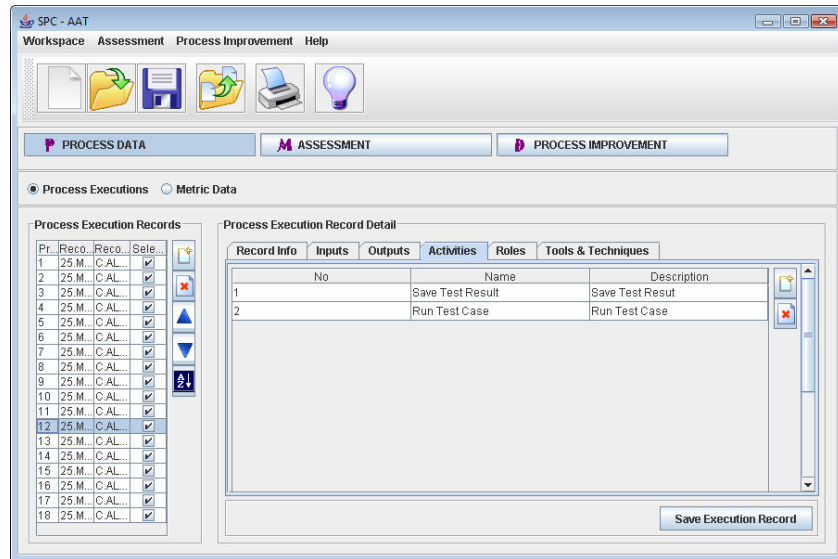 SPC - AAT
Workspace Assessment Process Improvement Help
P PROCESS DATA M ASSESSMENT PROCESS IMPROVEMENT
Process Executions Metric Data
Process Execution Records Process Execution Record Detail
Record Info Inputs Outputs Activities Roles Tools & Techniques
Pr... Reco... Reco... Sele...
No Name Description
1 25.M... C.AL...
2 25.M... C.AL...
3 25.M... C.AL...
4 25.M... C.AL...
5 25.M... C.AL...
6 25.M... C.AL...
7 25.M... C.AL...
8 25.M... C.AL...
9 25.M... C.AL...
10 25.M... C.AL...
11 25.M... C.AL...
12 25.M... C.AL...
13 25.M... C.AL...
14 25.M... C.AL...
15 25.M... C.AL...
16 25.M... C.AL...
17 25.M... C.AL...
18 25.M... C.AL...
A Z
1 Save Test Result Save Test Resut
2 Run Test Case Run Test Case
Save Execution Record